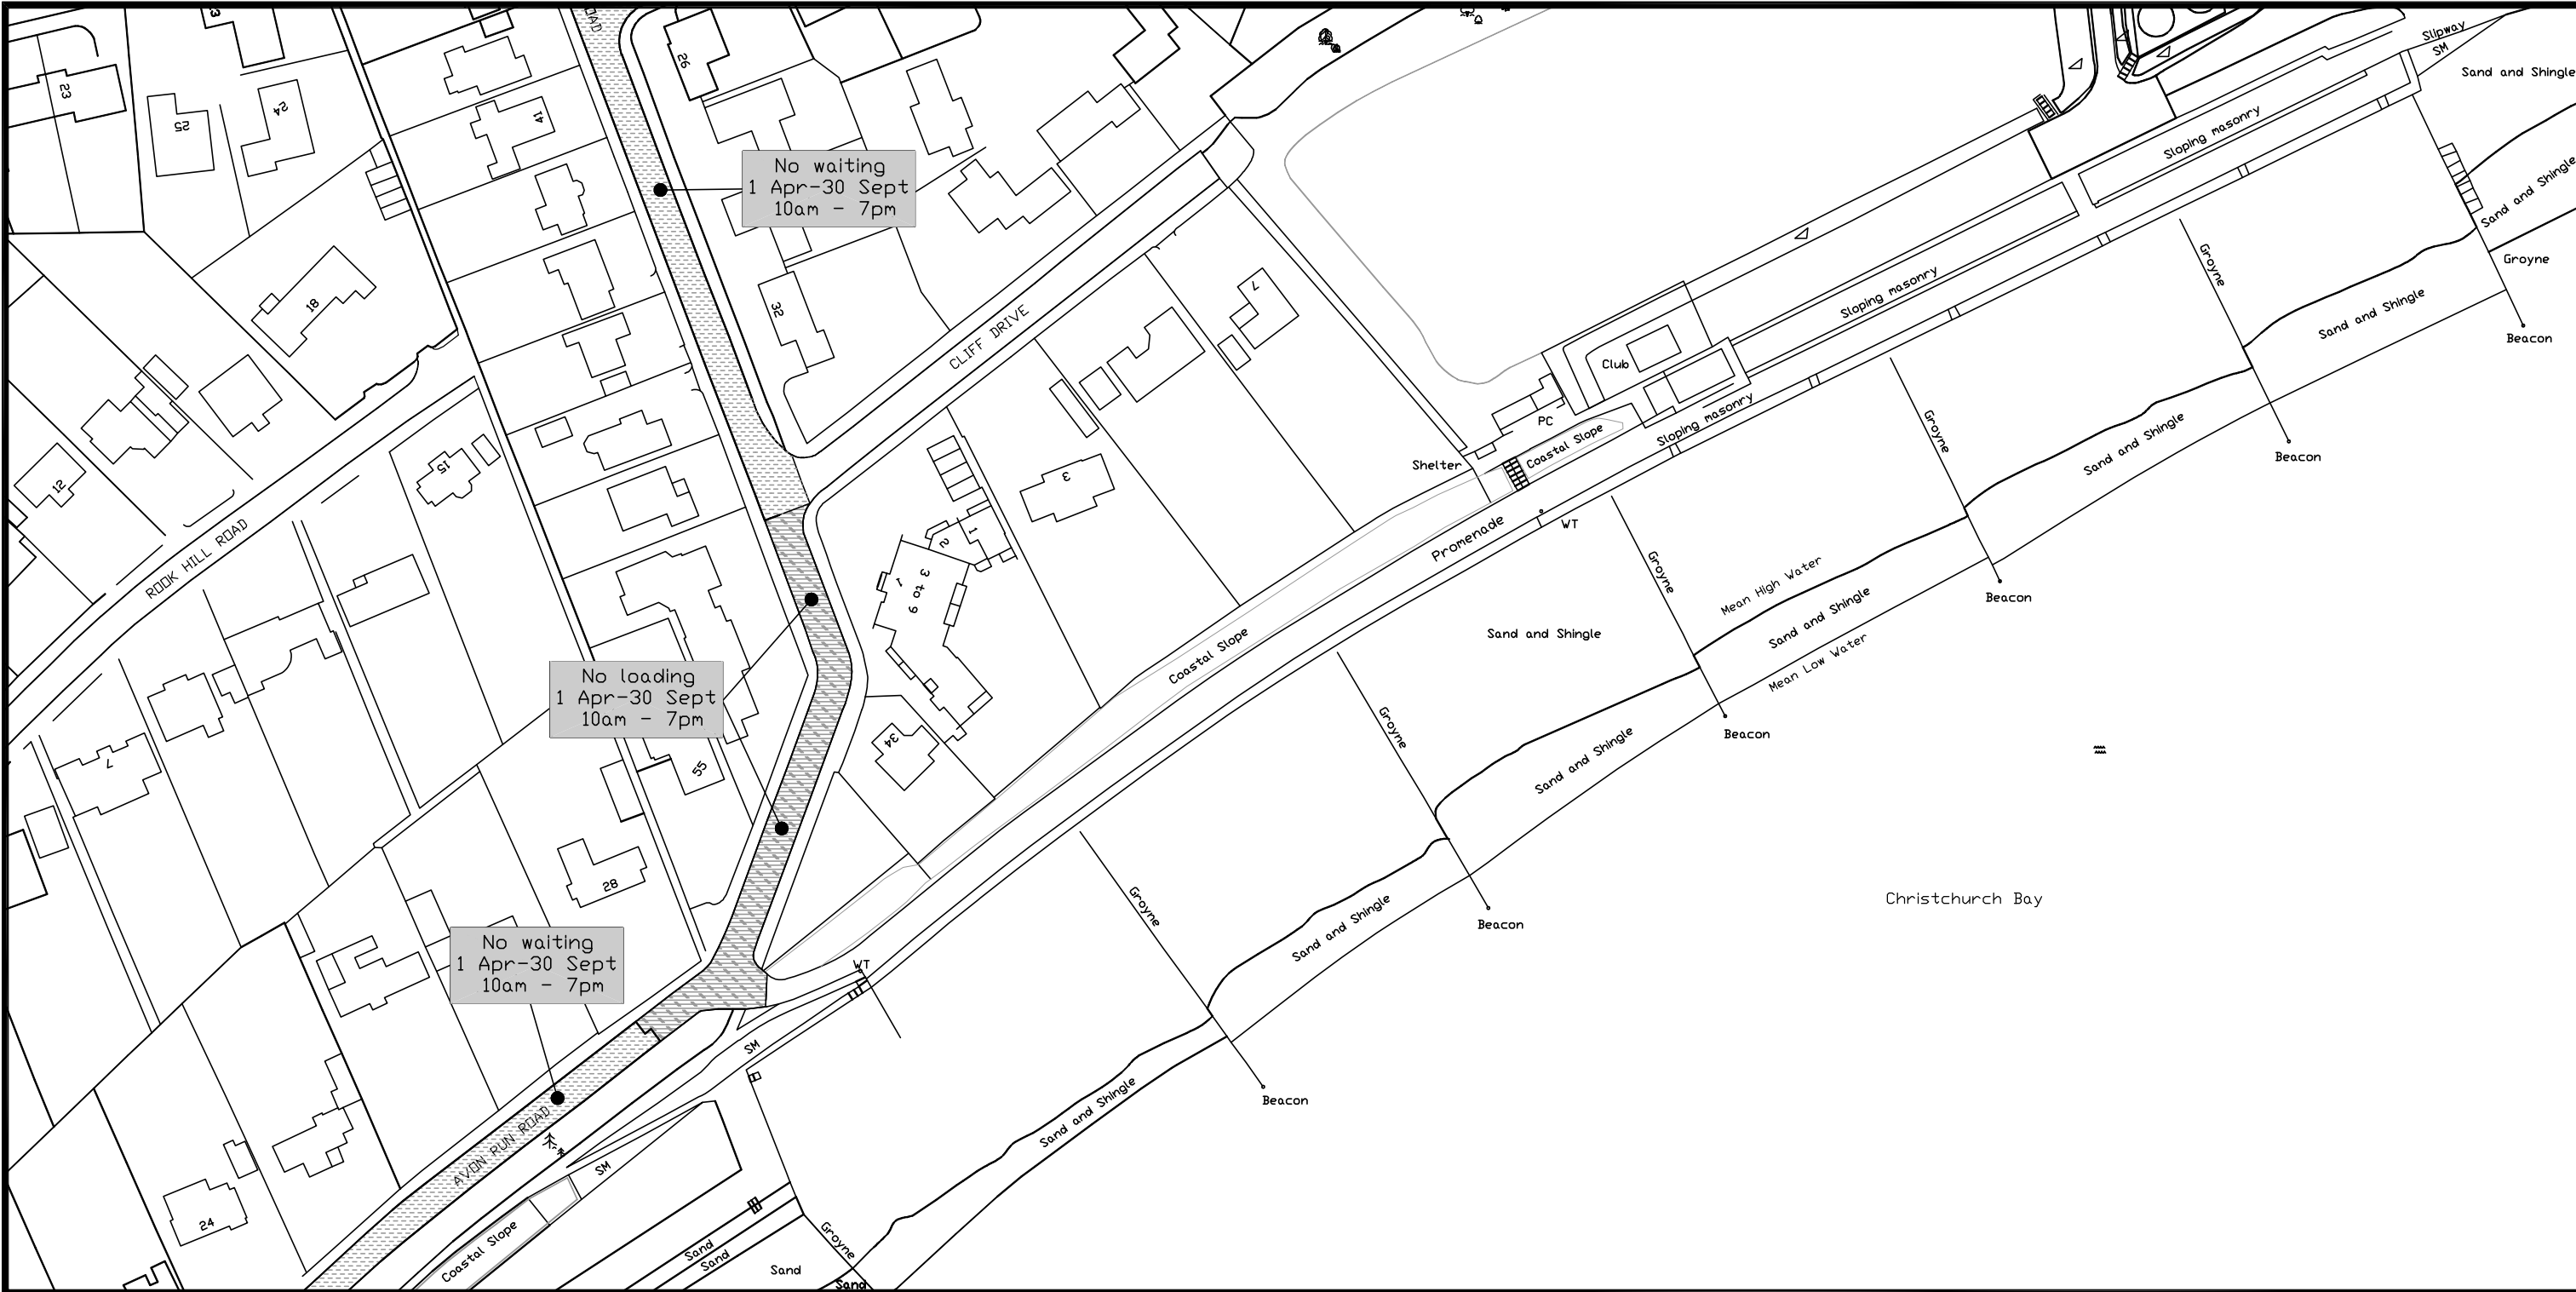 ROAD
23
25
24
26
41
18
32
15
12
No waiting
1 Apr-30 Sept
10am - 7pm
CLIFF DRIVE
ROOK HILL ROAD
7
3
1
2
3 to 9
1
34
No loading
1 Apr-30 Sept
10am - 7pm
7
55
28
No waiting
1 Apr-30 Sept
10am - 7pm
AVON RUN ROAD
24
Slipway
SM
Sand and Shingle
Sloping masonry
Sand and Shingle
Groyne
Groyne
Sloping masonry
Sand and Shingle
Beacon
Club
PC
Sloping masonry
Coastal Slope
Shelter
Groyne
Sand and Shingle
Beacon
Promenade
WT
Groyne
Mean High Water
Sand and Shingle
Beacon
Sand and Shingle
Mean Low Water
Coastal Slope
Groyne
Beacon
Sand and Shingle
Christchurch Bay
Groyne
Sand and Shingle
Beacon
WT
SM
Sand and Shingle
Beacon
SM
Coastal Slope
Groyne
Sand
Sand
Sand
Sand